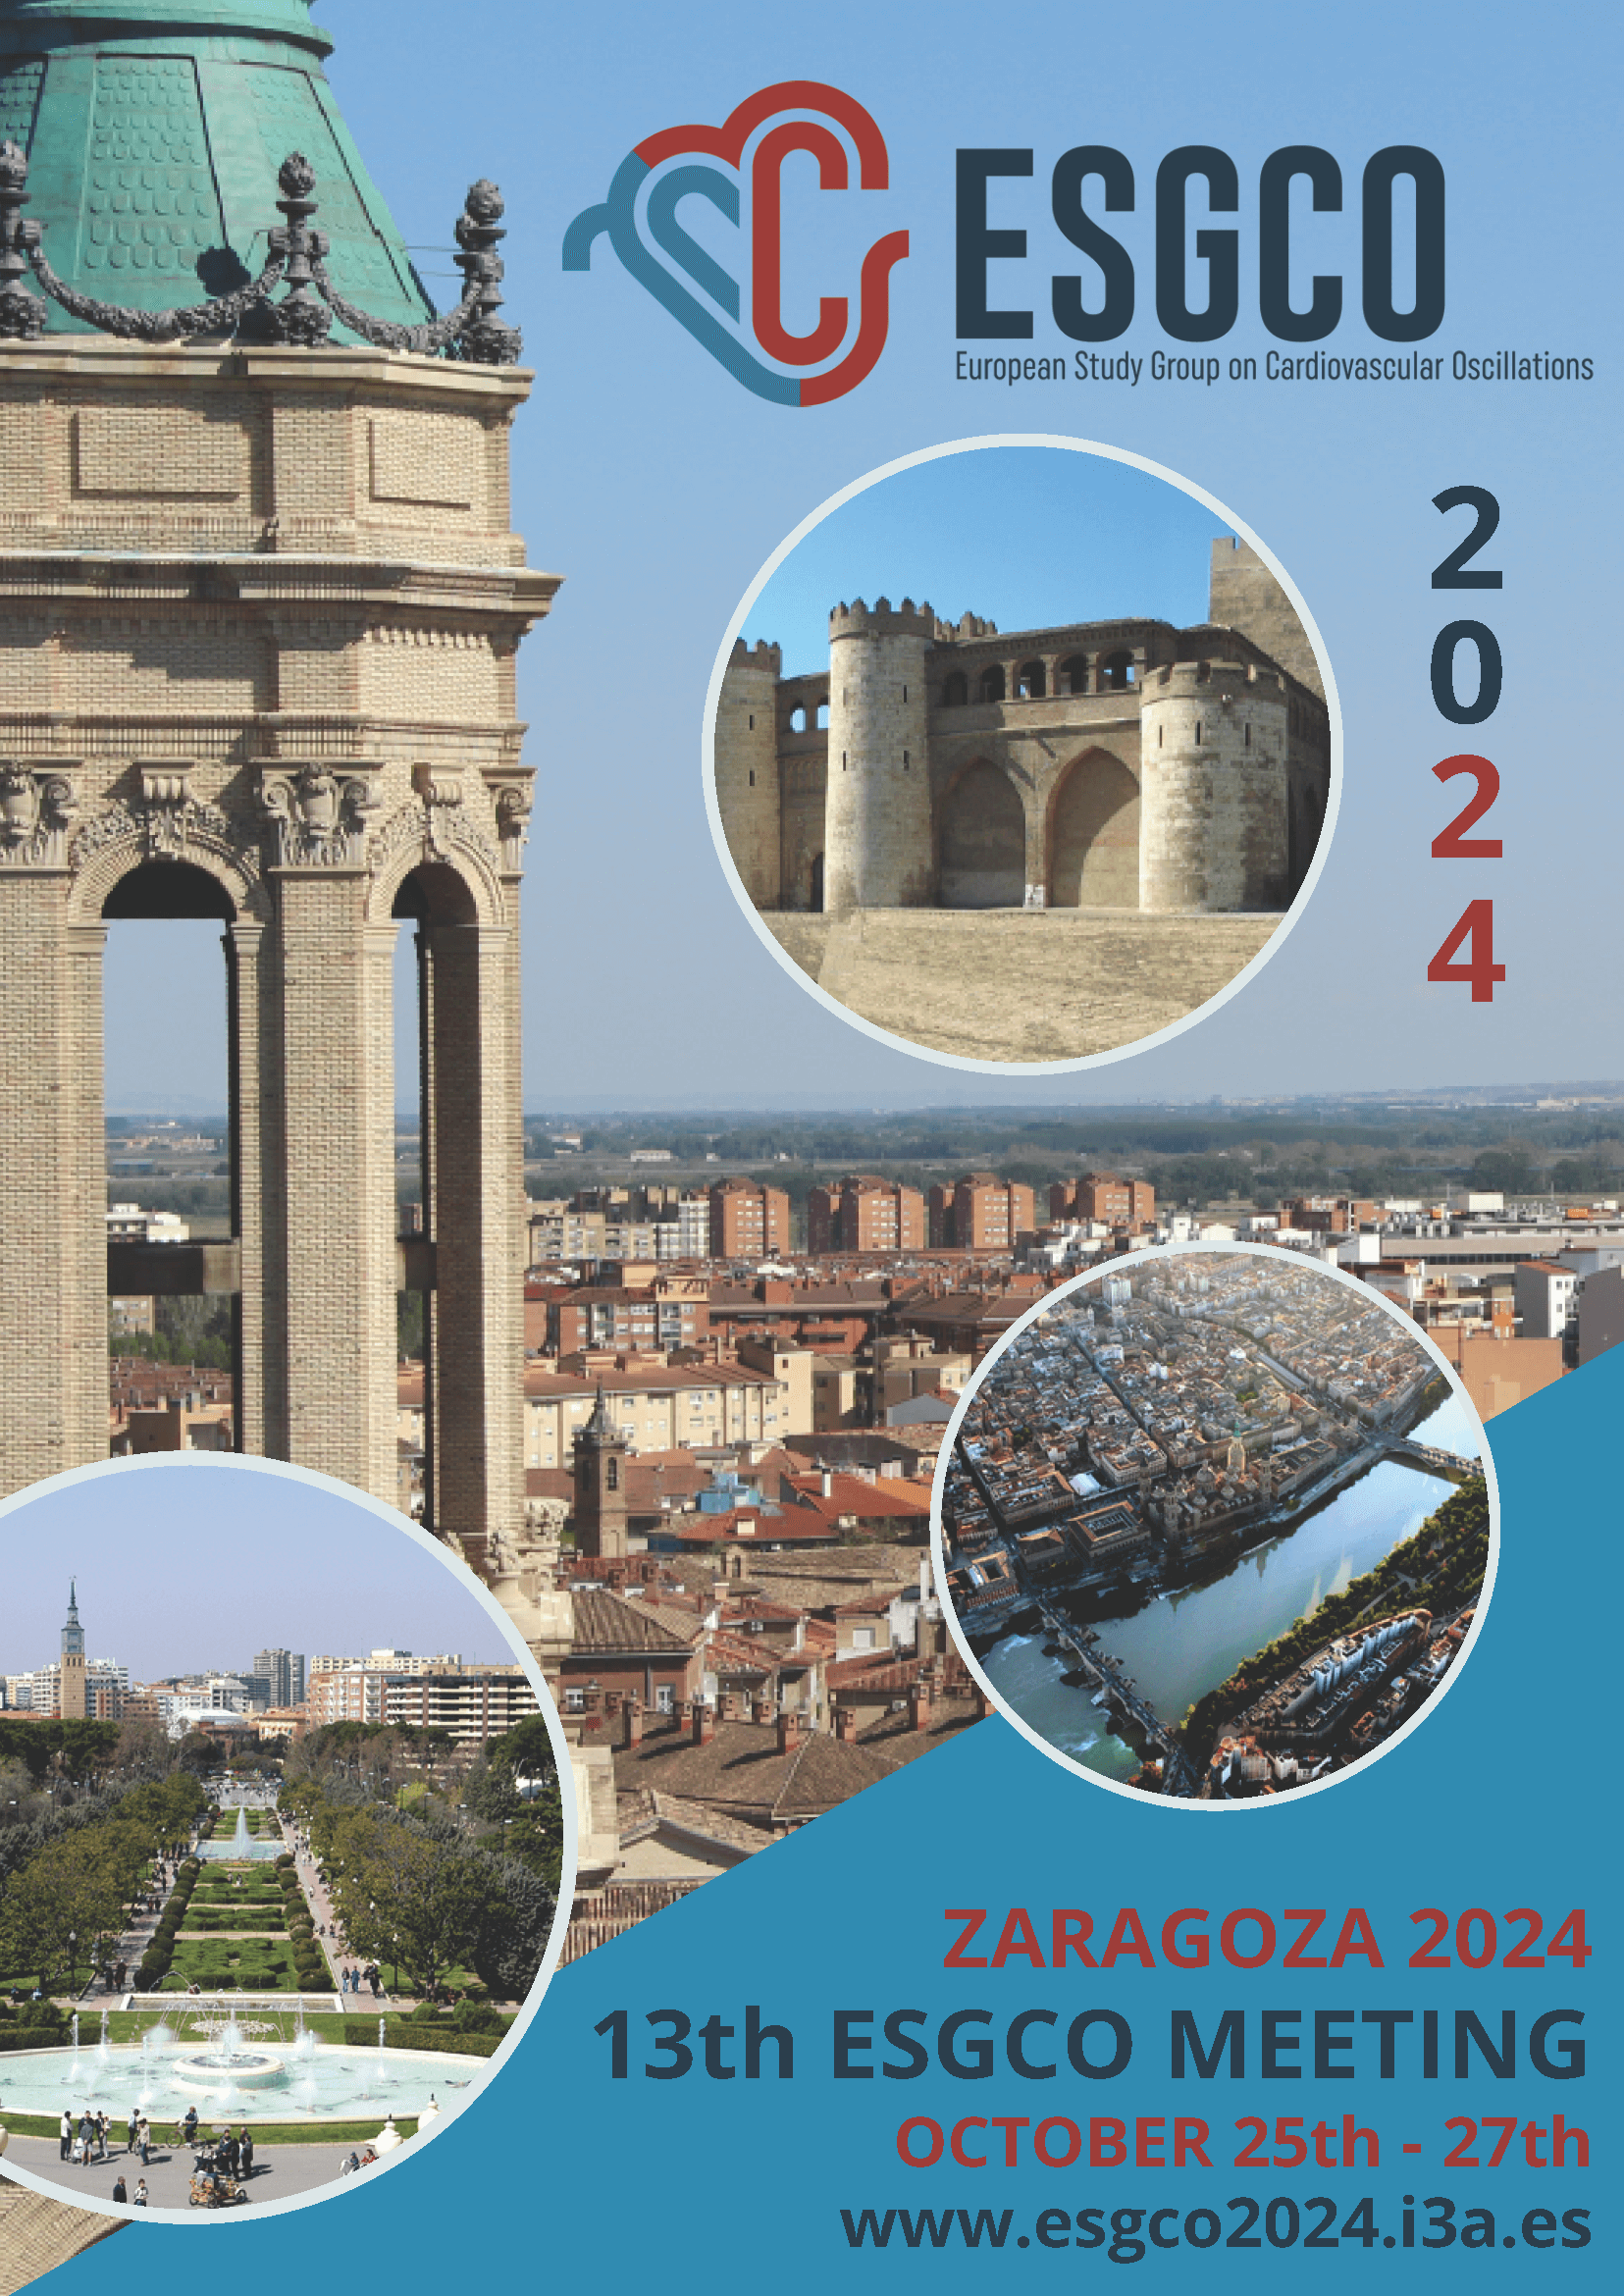 ESGCO
European Study Group on Cardiovascular Oscillations
2
0
2
4
ZARAGOZA 2024
13th ESGCO MEETING
OCTOBER 25th - 27th
www.esgco2024.i3a.es